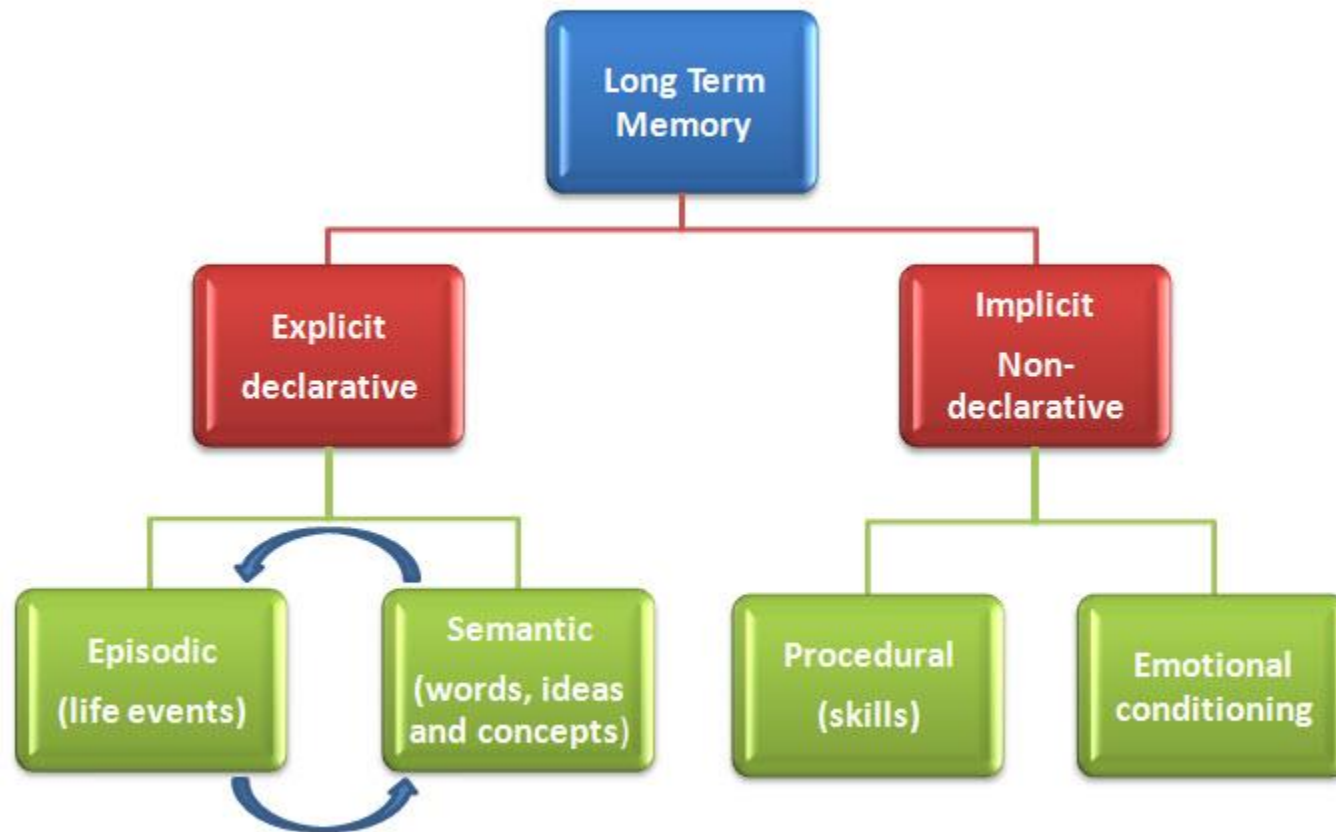 Long Term
Memory
Explicit
declarative
Implicit
Non-
declarative
Episodic
(life events)
Semantic
(words, ideas
and concepts)
Procedural
(skills)
Emotional
conditioning